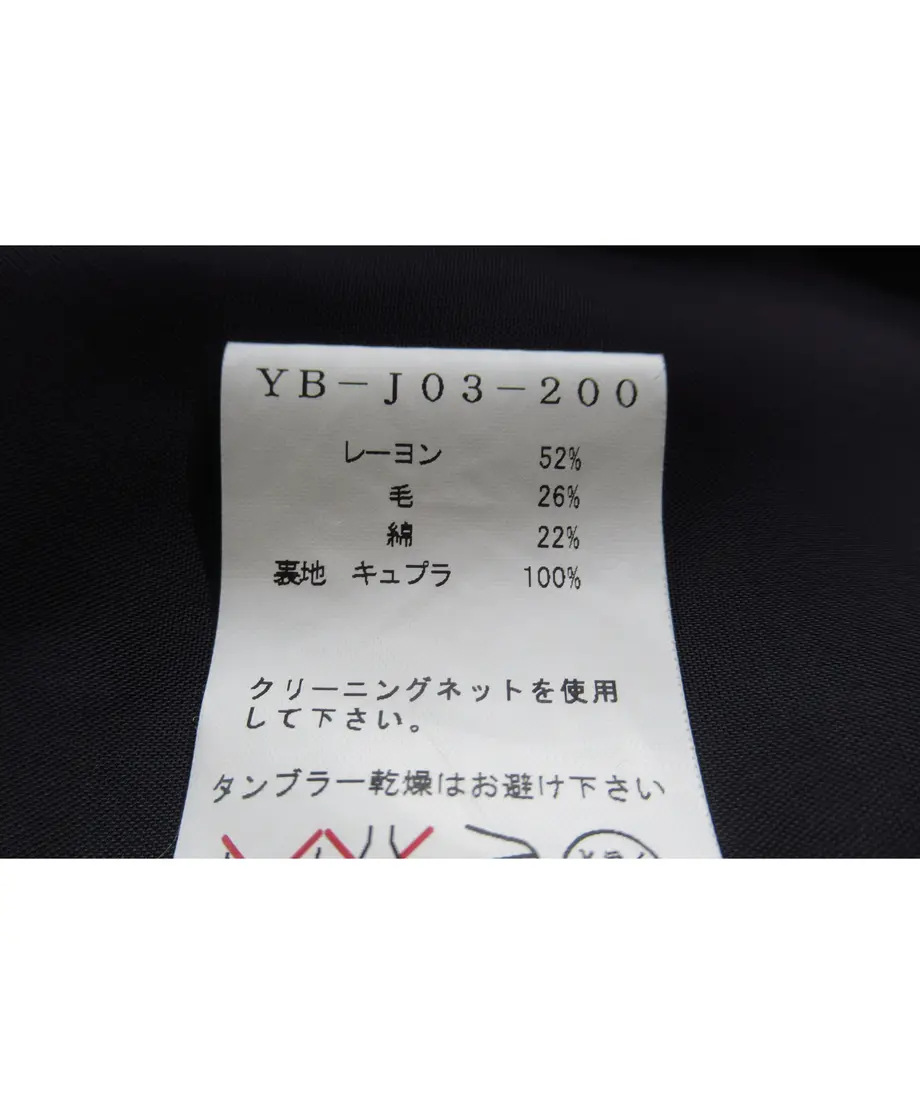 YB-J03-200
レーヨン 52%
毛 26%
綿 22%
裏地 キュプラ 100%
クリーニングネットを使用
して下さい。
タンブラー乾燥はお避け下さい